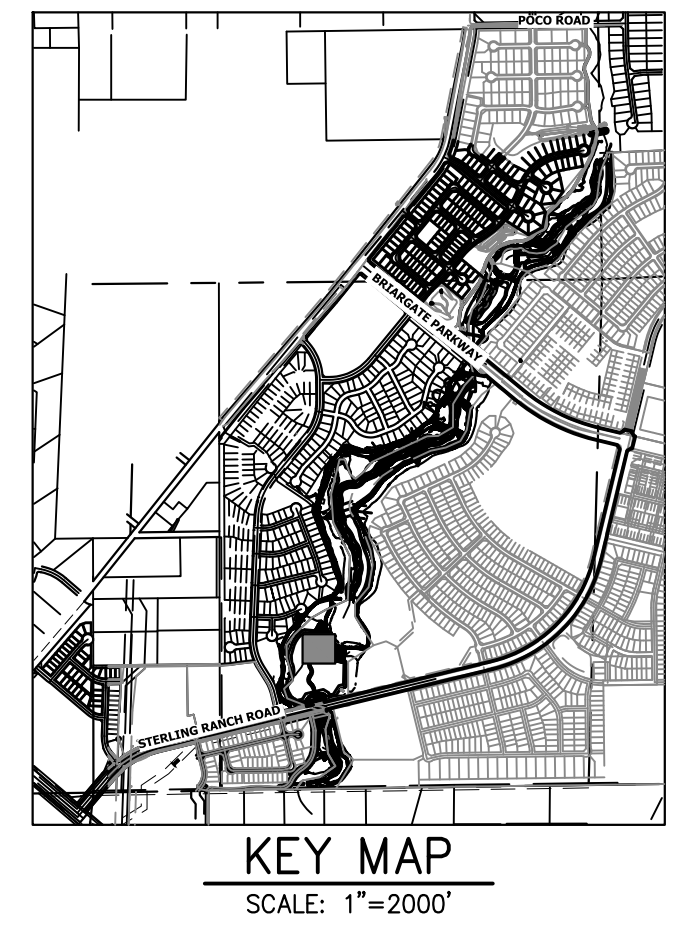 POCO ROAD
BRIARGATE PARKWAY
STERLING RANCH ROAD
KEY MAP
SCALE: 1"=2000'